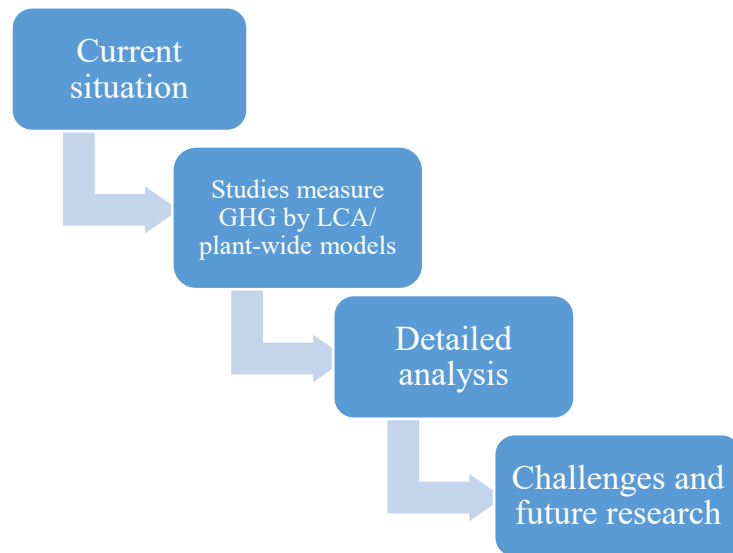 Current
situation
Studies measure
GHG by LCA/
plant-wide models
Detailed
analysis
Challenges and
future research